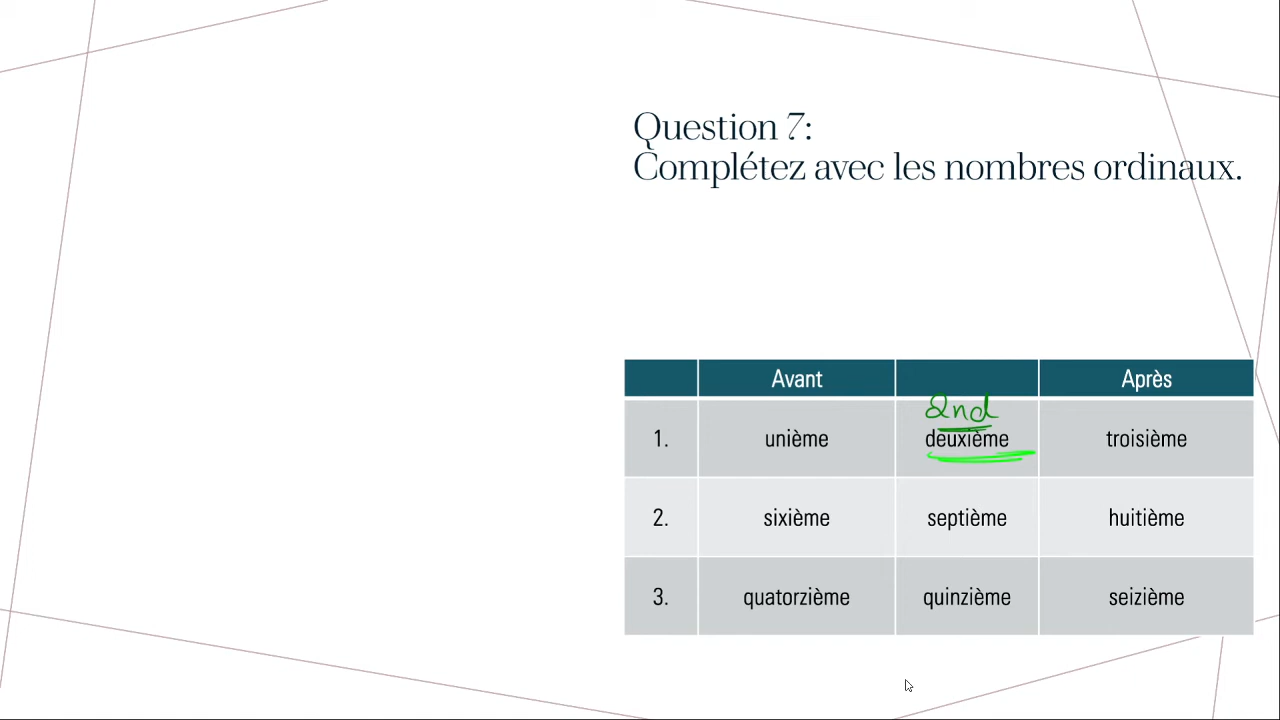 Question 7:
Complétez avec les nombres ordinaux.
Avant Après
2nd
1. unième deuxième troisième
2. sixième septième huitième
3. quatorzième quinzième seizième